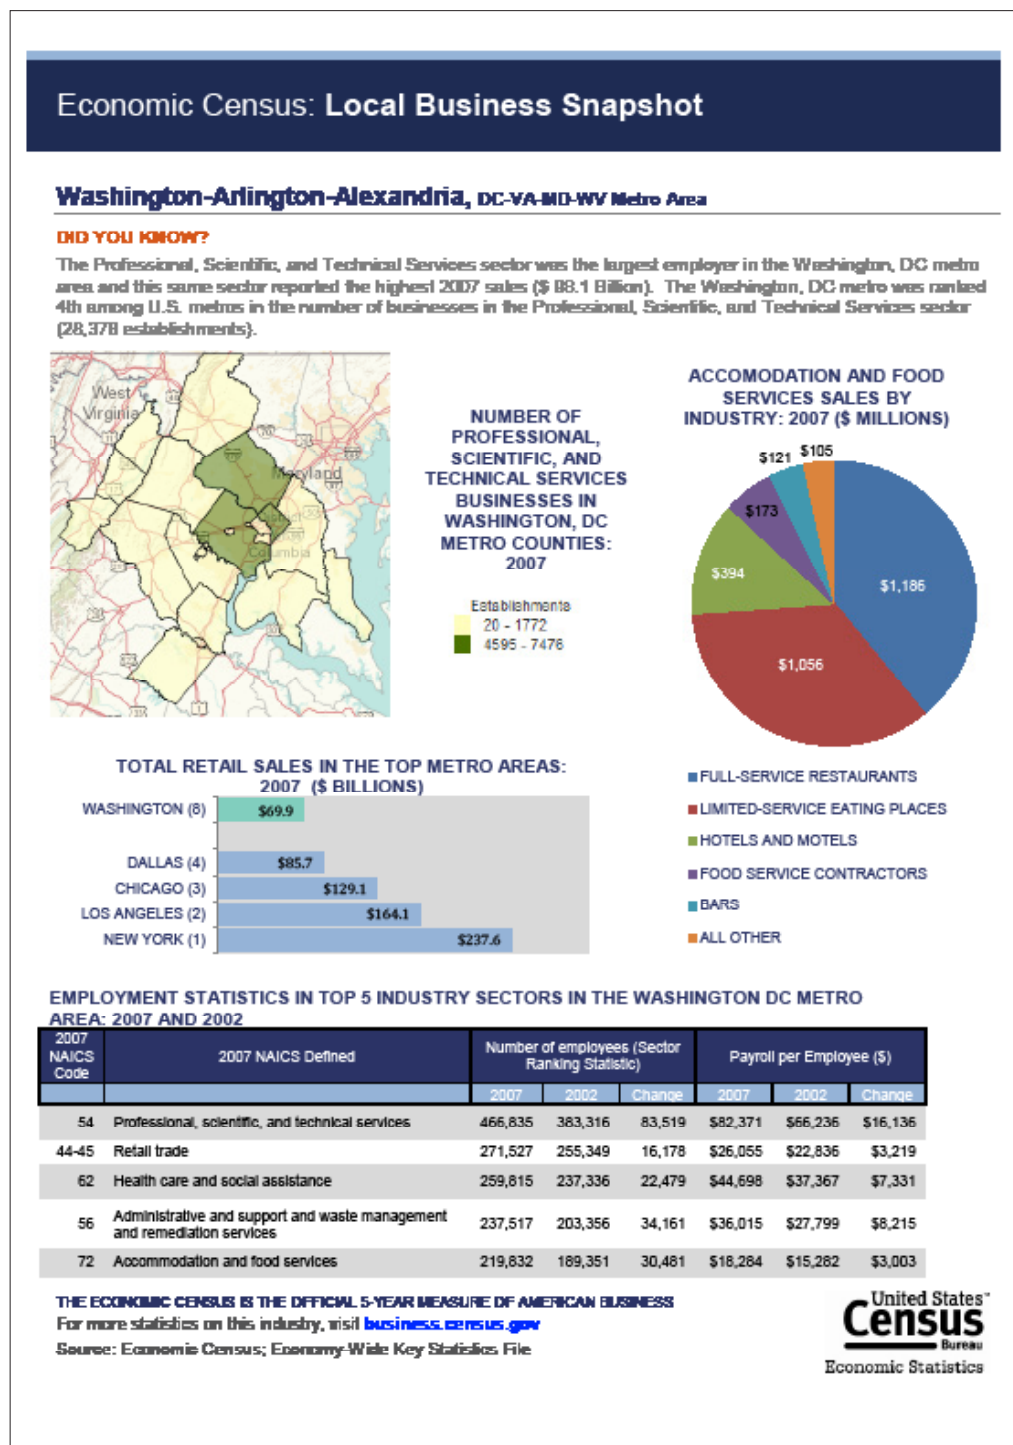 Economic Census: Local Business Snapshot
Washington-Arlington-Alexandria, DC-VA-MD-WV Metro Area
DID YOU KNOW?
The Professional, Scientific, and Technical Services sector was the largest employer in the Washington, DC metro
area and this same sector reported the highest 2007 sales ($ 88.1 Billion). The Washington, DC metro was ranked
4th among U.S. metros in the number of businesses in the Professional, Scientific, and Technical Services sector
(28,378 establishments).
West
Virginia
Maryland
District
Columbia
NUMBER OF
PROFESSIONAL,
SCIENTIFIC, AND
TECHNICAL SERVICES
BUSINESSES IN
WASHINGTON, DC
METRO COUNTIES:
2007
Establishments
20 - 1772
4595 - 7476
ACCOMODATION AND FOOD
SERVICES SALES BY
INDUSTRY: 2007 ($ MILLIONS)
$121 $105
$173
$394
$1,186
$1,056
FULL-SERVICE RESTAURANTS
LIMITED-SERVICE EATING PLACES
HOTELS AND MOTELS
FOOD SERVICE CONTRACTORS
BARS
ALL OTHER
TOTAL RETAIL SALES IN THE TOP METRO AREAS:
2007 ($ BILLIONS)
WASHINGTON (8) $69.9
DALLAS (4) $85.7
CHICAGO (3) $129.1
LOS ANGELES (2) $164.1
NEW YORK (1) $237.6
EMPLOYMENT STATISTICS IN TOP 5 INDUSTRY SECTORS IN THE WASHINGTON DC METRO
AREA: 2007 AND 2002
2007
NAICS
Code
2007 NAICS Defined
Number of employees (Sector
Ranking Statistic)
Payroll per Employee ($)
2007 2002 Change 2007 2002 Change
54 Professional, scientific, and technical services 466,835 383,316 83,519 $82,371 $66,236 $16,136
44-45 Retail trade 271,527 255,349 16,178 $26,055 $22,836 $3,219
62 Health care and social assistance 259,815 237,336 22,479 $44,698 $37,367 $7,331
56 Administrative and support and waste management
and remediation services 237,517 203,356 34,161 $36,015 $27,799 $8,215
72 Accommodation and food services 219,832 189,351 30,481 $18,284 $15,282 $3,003
THE ECONOMIC CENSUS IS THE OFFICIAL 5-YEAR MEASURE OF AMERICAN BUSINESS
For more statistics on this industry, visit business.census.gov
Source: Economic Census; Economy-Wide Key Statistics File
United States™
Census
Bureau
Economic Statistics